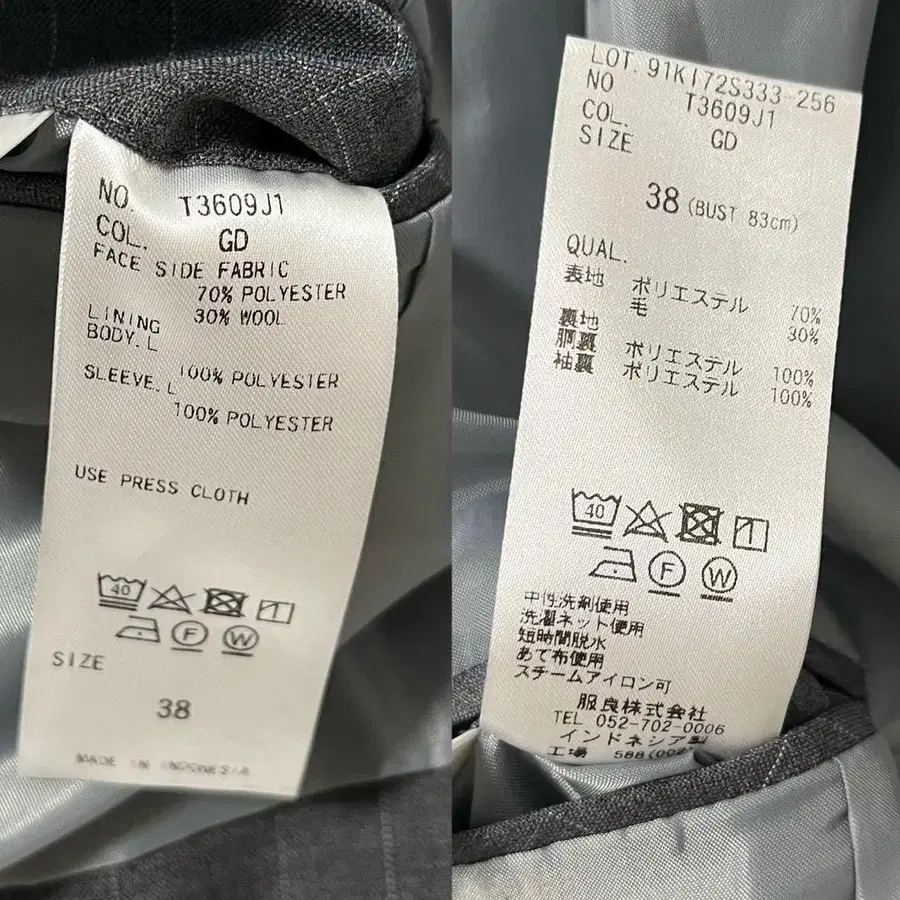 NO. T3609J1
COL. GD
FACE SIDE FABRIC
70% POLYESTER
30% WOOL
LINING
BODY.L
100% POLYESTER
SLEEVE.L
100% POLYESTER
USE PRESS CLOTH
40
F W
SIZE
38
MADE IN INDONESIA
LOT. 91KI72S333-256
NO T3609J1
COL. GD
SIZE
38 (BUST 83cm)
QUAL.
表地 ポリエステル 70%
毛 30%
裏地
胴裏 ポリエステル 100%
袖裏 ポリエステル 100%
40
F W
中性洗剤使用
洗濯ネット使用
短時間脱水
あて布使用
スチームアイロン可
服良株式会社
TEL 052-702-0006
インドネシア製
工場 588